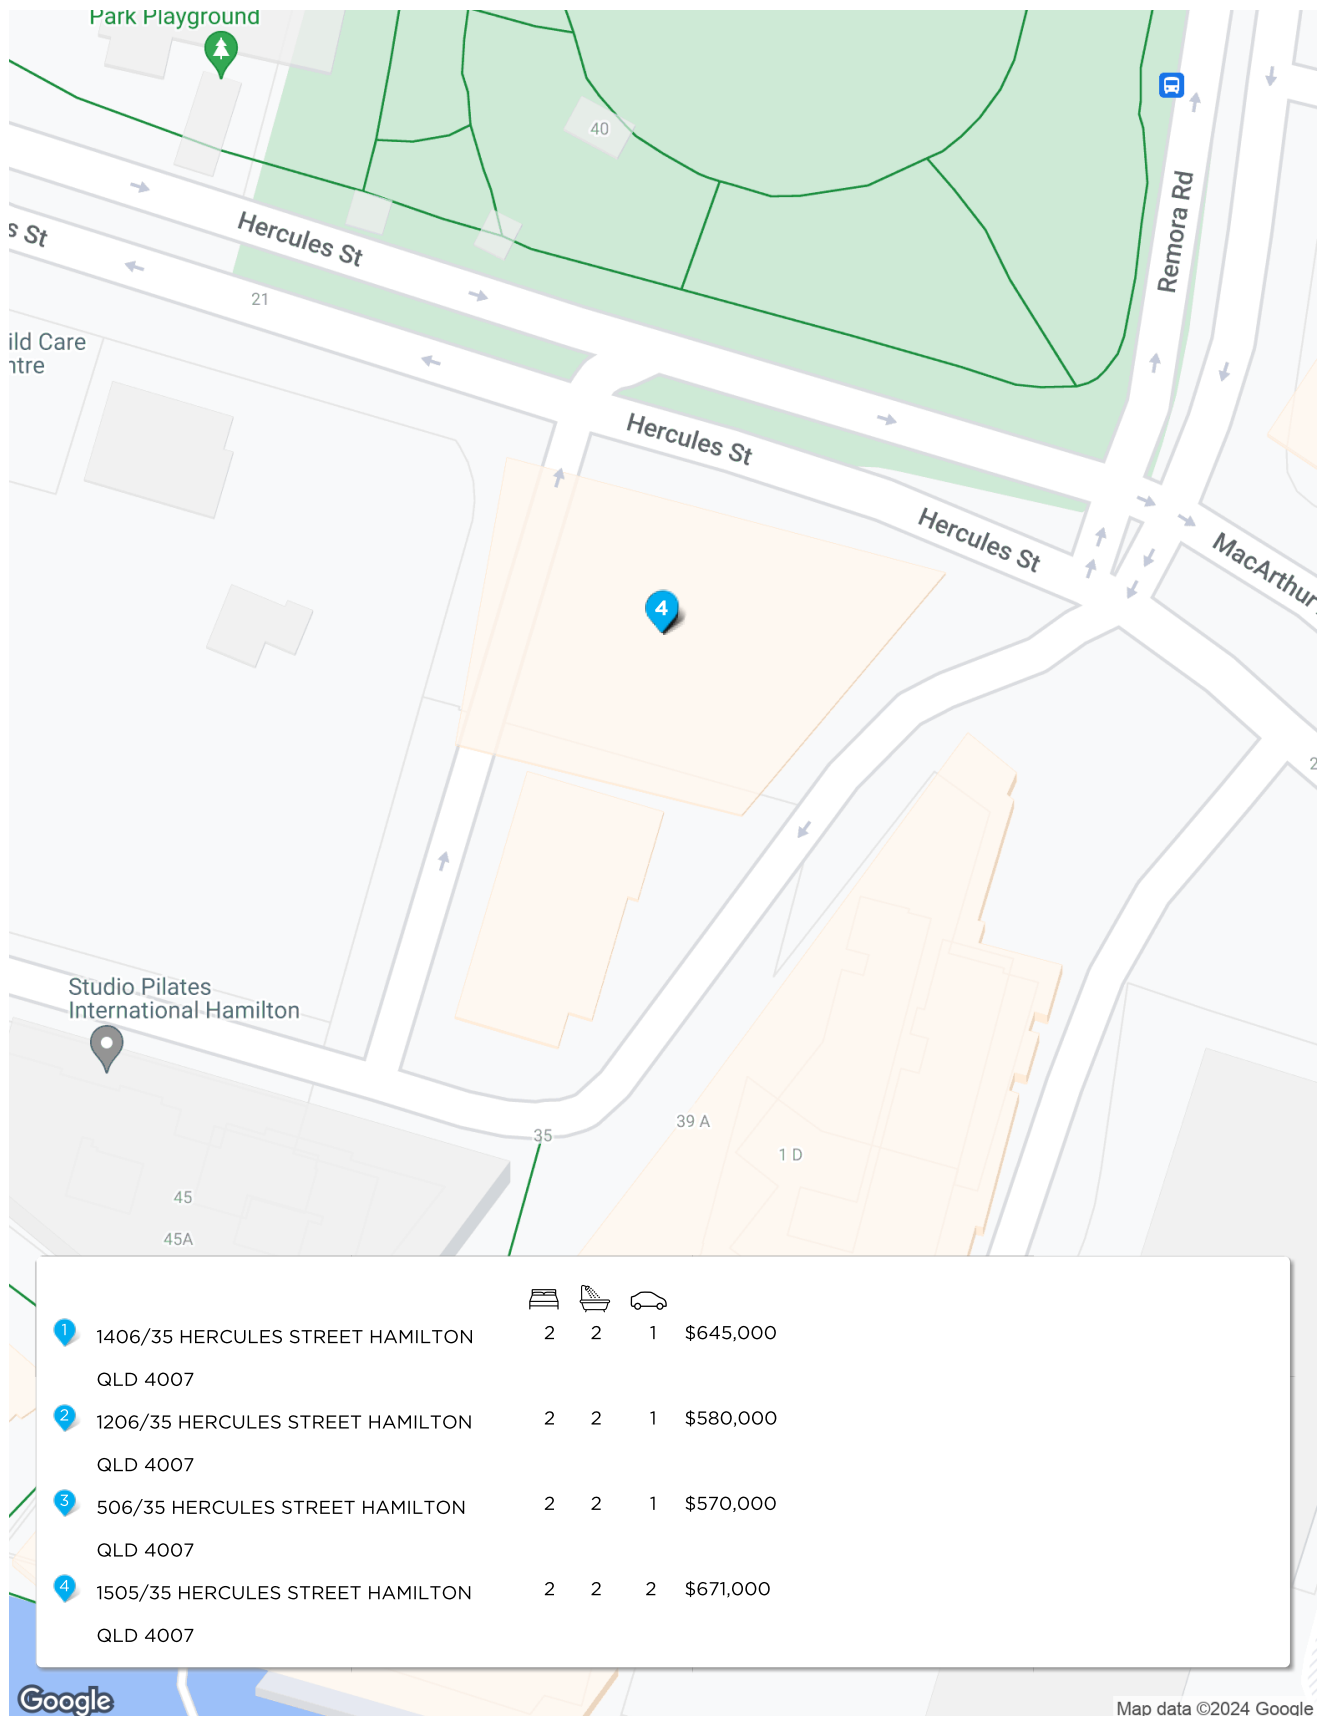 Park Playground
40
Remora Rd
Hercules St
s St
21
ild Care
ntre
Hercules St
Hercules St
MacArthur
4
2
Studio Pilates
International Hamilton
39 A
35
1 D
45
45A
1 1406/35 HERCULES STREET HAMILTON 2 2 1 $645,000
QLD 4007
2 1206/35 HERCULES STREET HAMILTON 2 2 1 $580,000
QLD 4007
3 506/35 HERCULES STREET HAMILTON 2 2 1 $570,000
QLD 4007
4 1505/35 HERCULES STREET HAMILTON 2 2 2 $671,000
QLD 4007
Google
Map data ©2024 Google